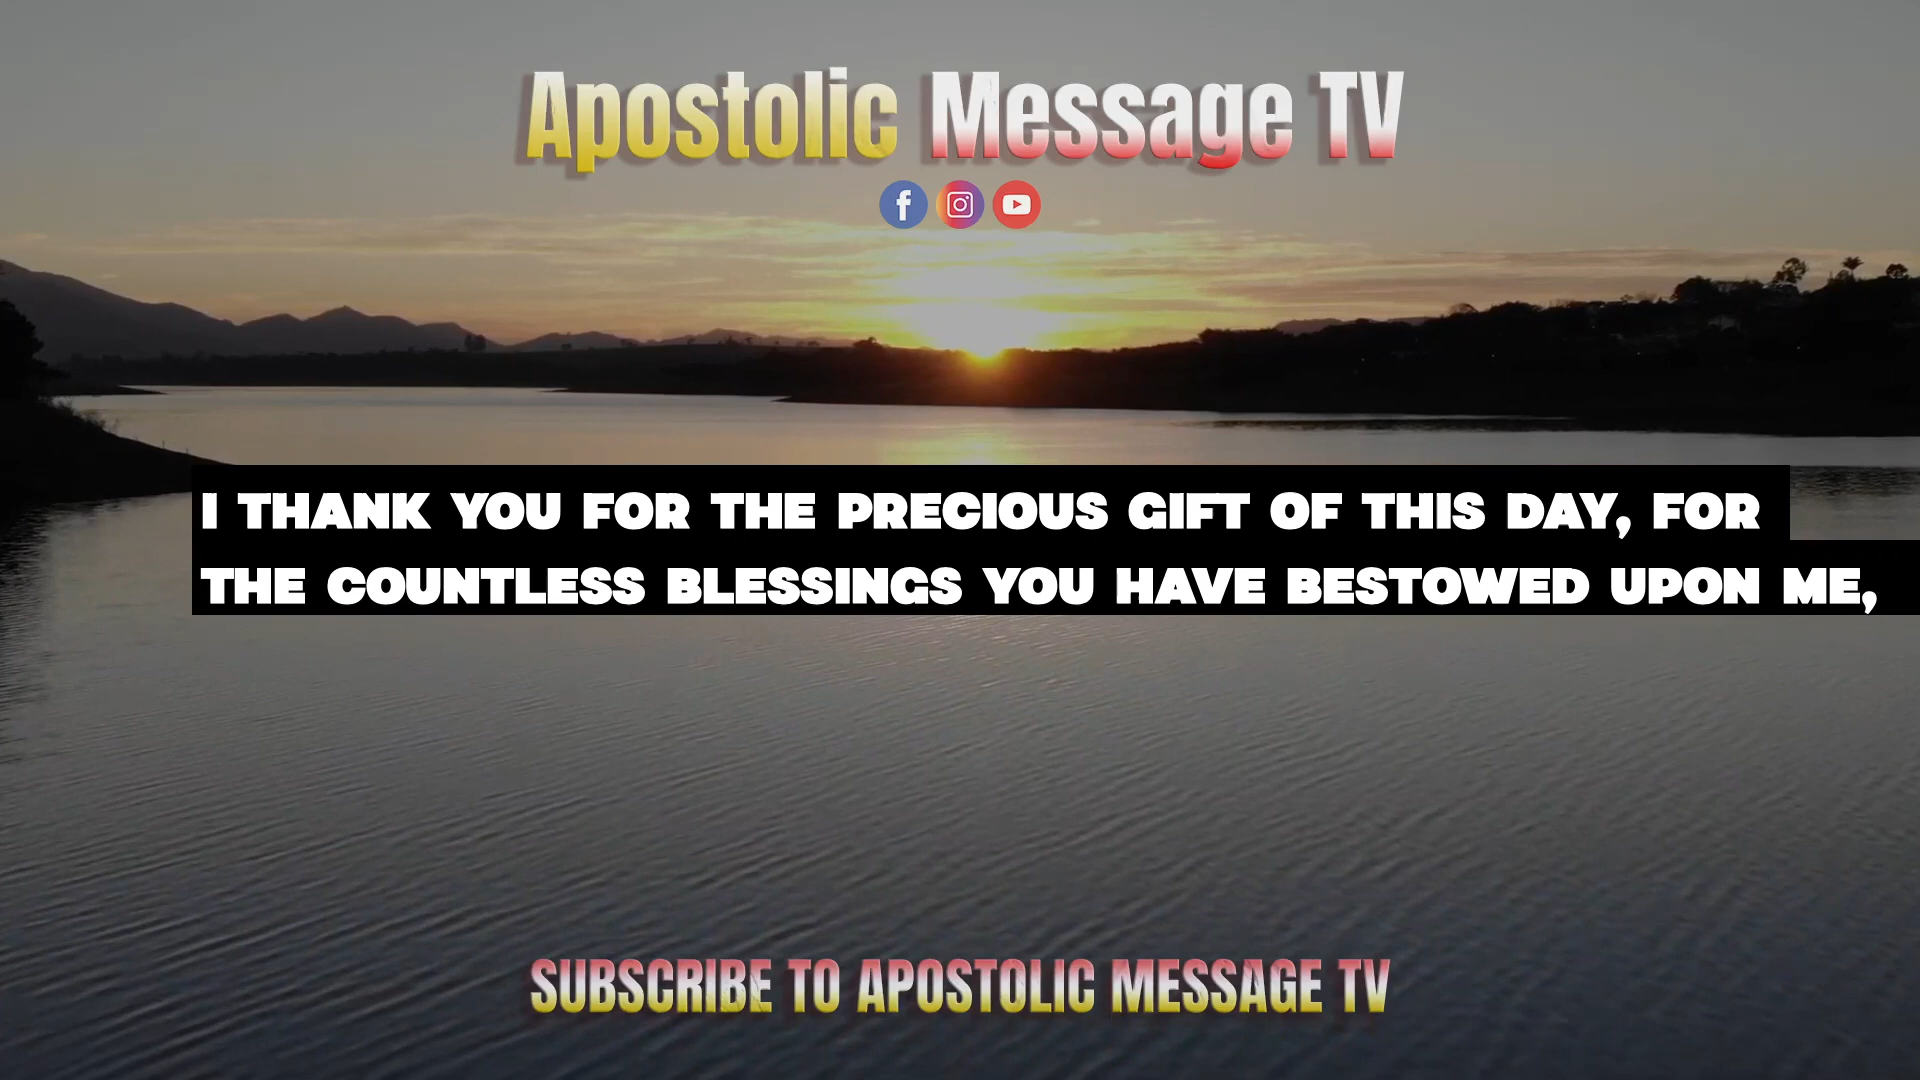 Apostolic Message TV
I THANK YOU FOR THE PRECIOUS GIFT OF THIS DAY, FOR
THE COUNTLESS BLESSINGS YOU HAVE BESTOWED UPON ME,
SUBSCRIBE TO APOSTOLIC MESSAGE TV